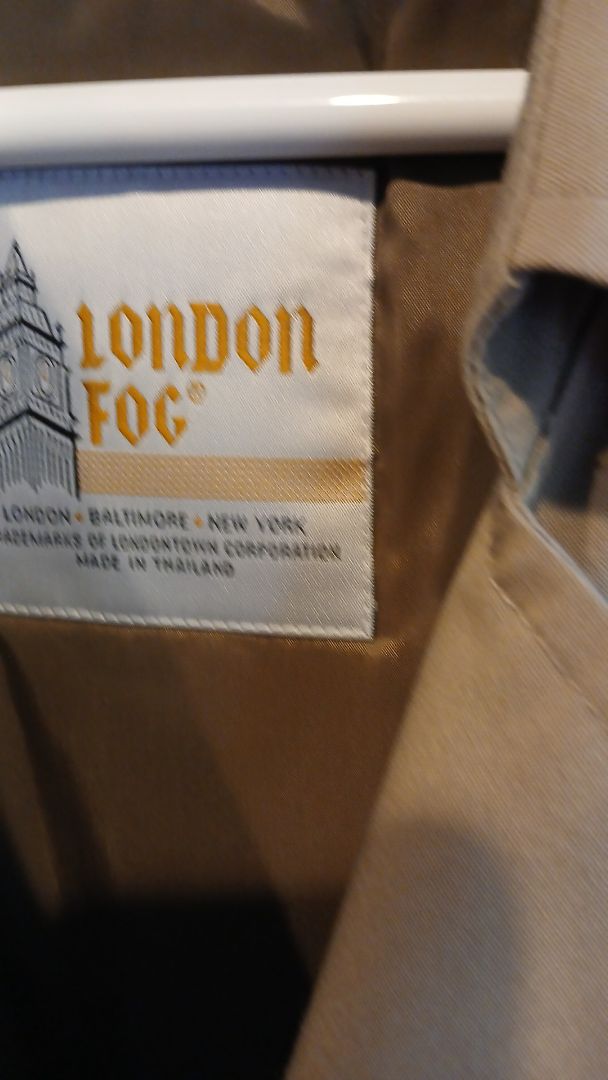 LONDON
FOG®
LONDON • BALTIMORE • NEW YORK
TRADEMARKS OF LONDONTOWN CORPORATION
MADE IN THAILAND